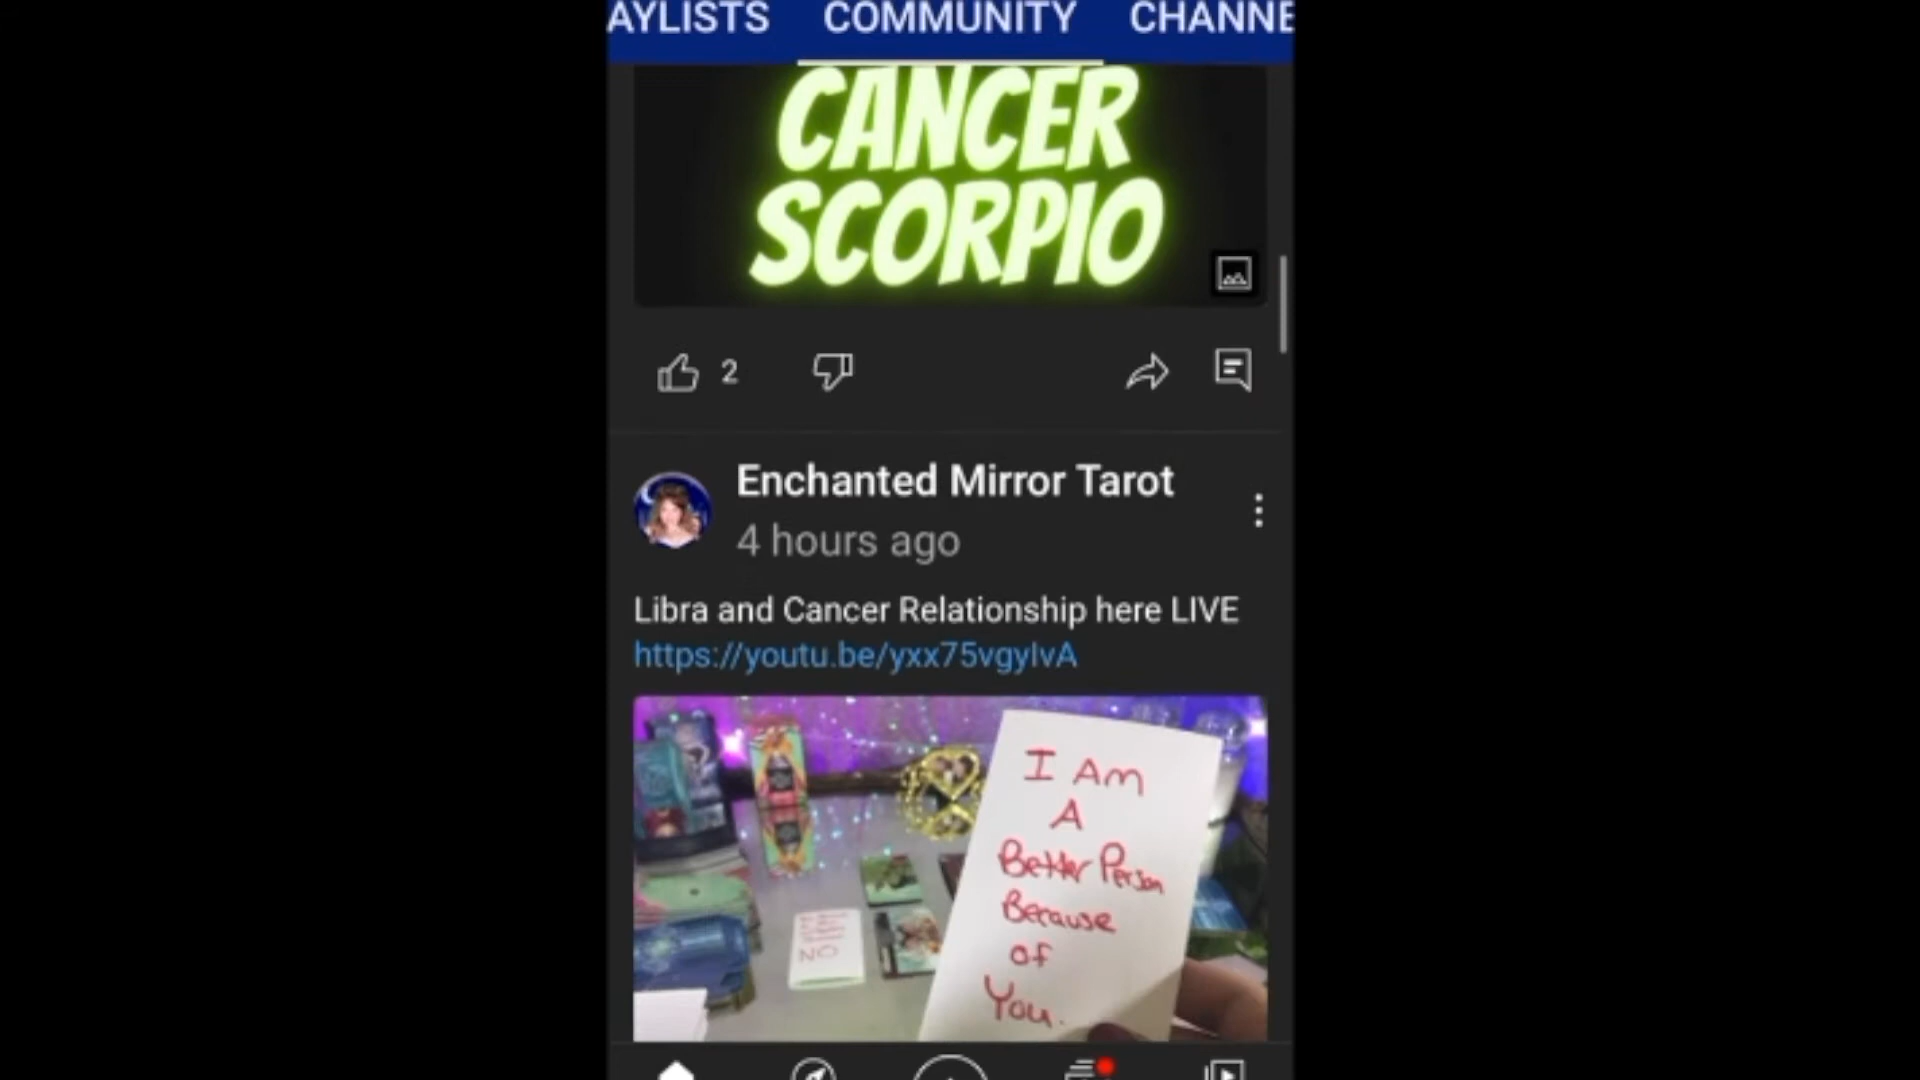 AYLISTS COMMUNITY CHANNE
CANCER
SCORPIO
2
Enchanted Mirror Tarot
4 hours ago
Libra and Cancer Relationship here LIVE
https://youtu.be/yxx75vgylvA
I Am
A
Better Person
Because
of
You.
NO